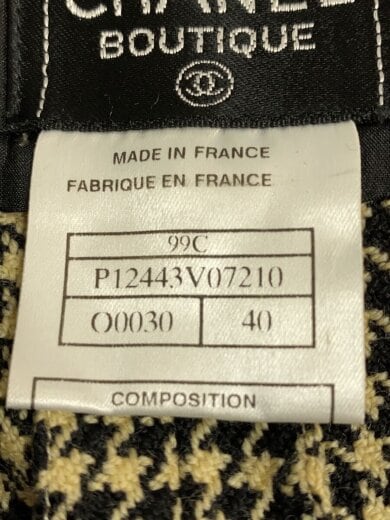 CHANEL
BOUTIQUE
MADE IN FRANCE
FABRIQUE EN FRANCE
99C
P12443V07210
O0030 40
COMPOSITION